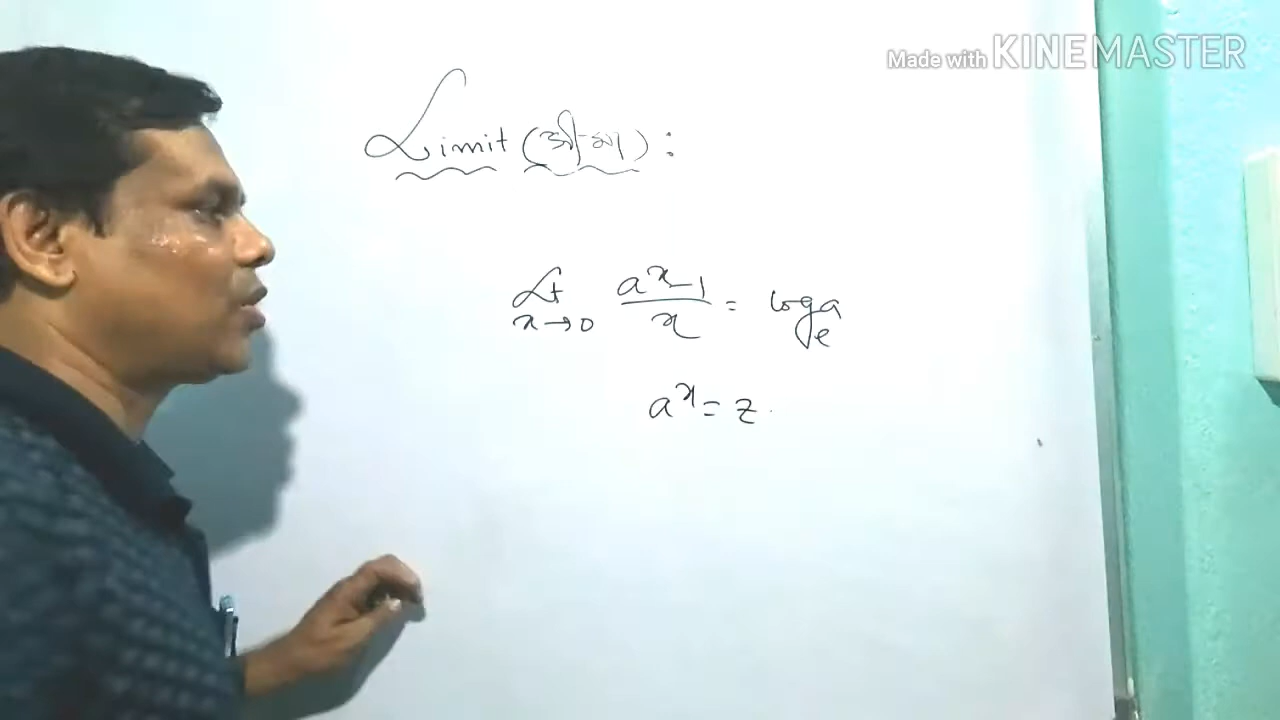 Made with KINEMASTER
Limit (সীমা) :
Lt x→0 (a^x-1)/x = log_e a
a^x = z